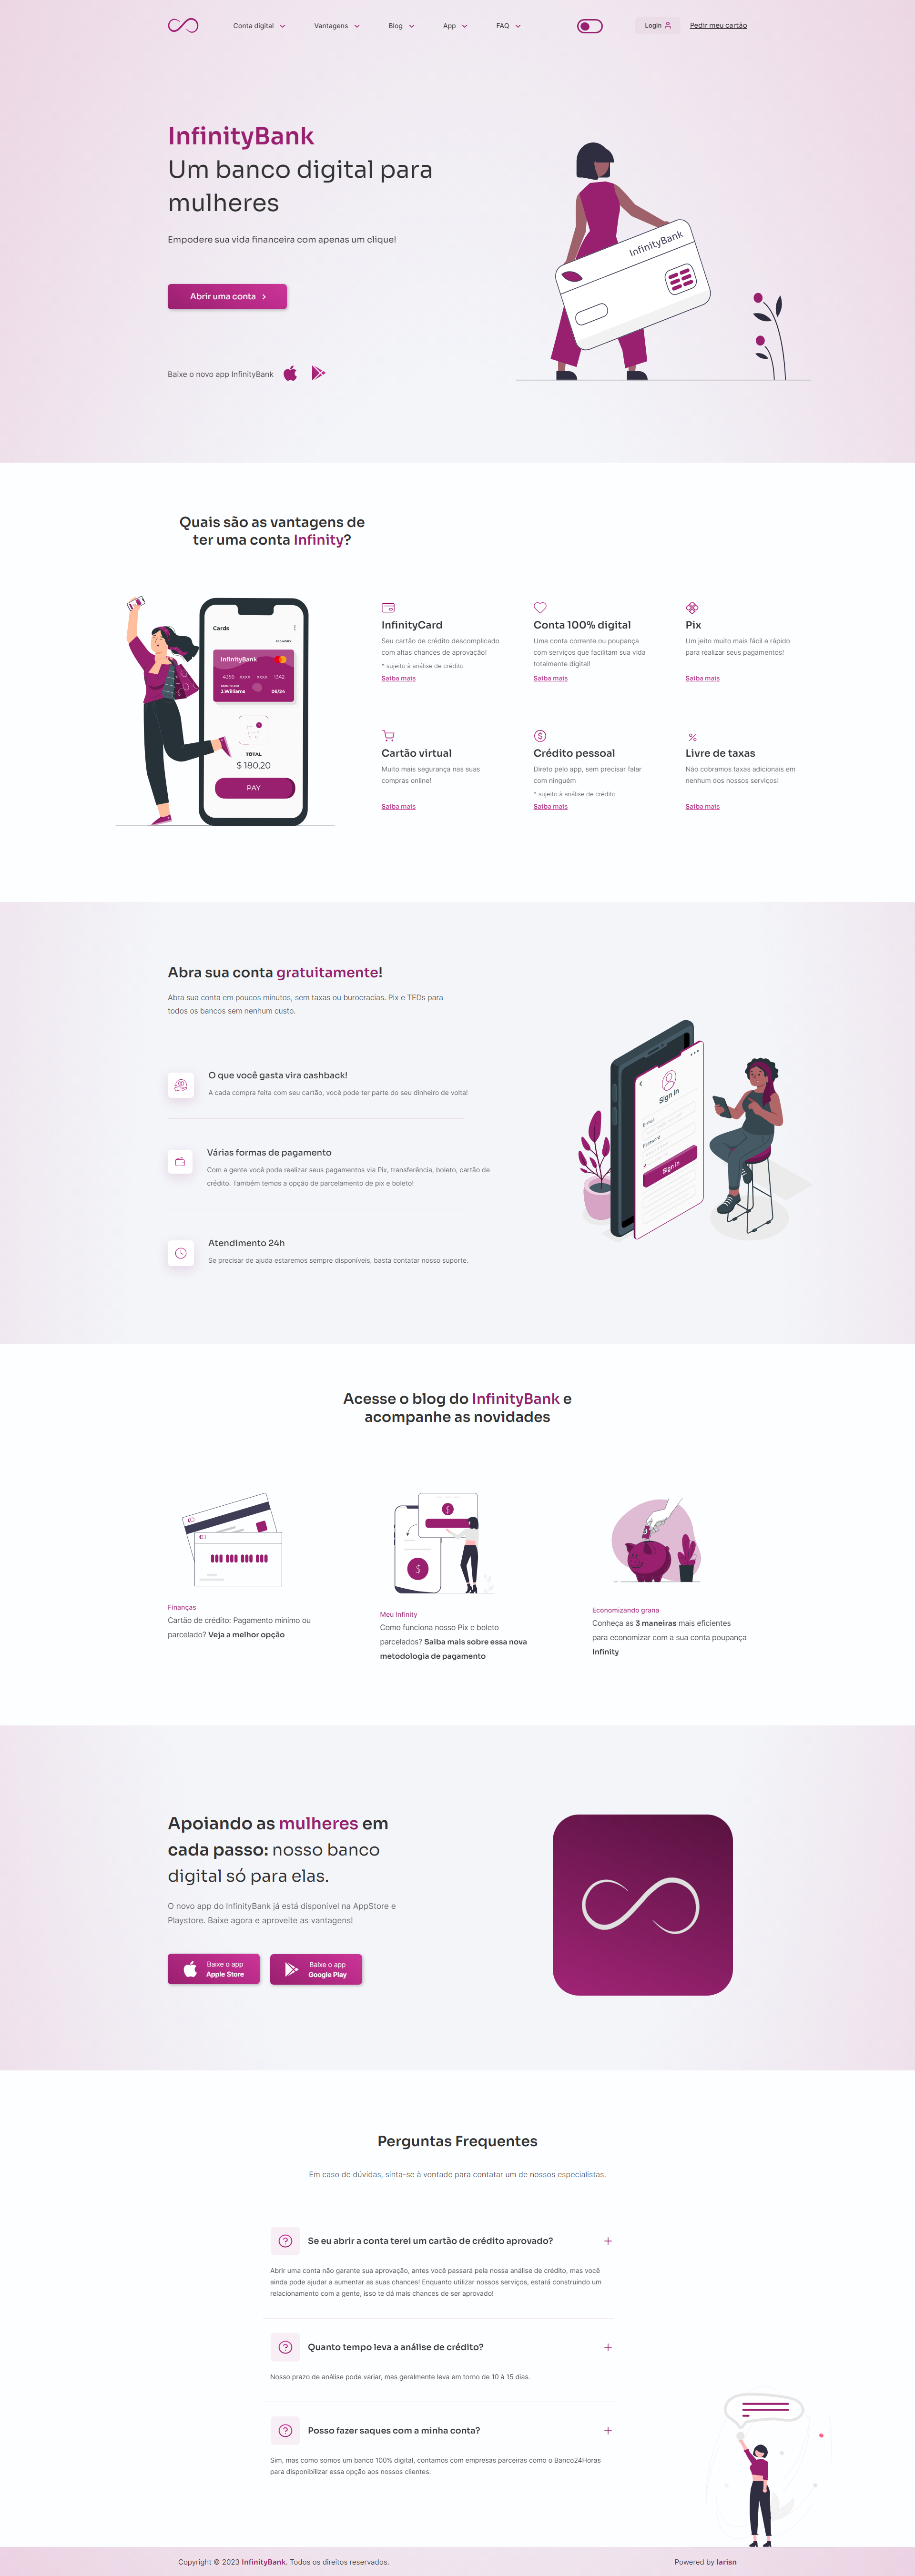 Conta digital Vantagens Blog App FAQ Login Pedir meu cartão
InfinityBank
Um banco digital para
mulheres
Empodere sua vida financeira com apenas um clique!
Abrir uma conta
Baixe o novo app InfinityBank
InfinityBank
Quais são as vantagens de
ter uma conta Infinity?
Cards
InfinityBank
4356 xxxx xxxx 1342
J.Williams 06/24
TOTAL
$ 180,20
PAY
InfinityCard
Seu cartão de crédito descomplicado
com altas chances de aprovação!
* sujeito à análise de crédito
Saiba mais
Conta 100% digital
Uma conta corrente ou poupança
com serviços que facilitam sua vida
totalmente digital!
Saiba mais
Pix
Um jeito muito mais fácil e rápido
para realizar seus pagamentos!
Saiba mais
Cartão virtual
Muito mais segurança nas suas
compras online!
Saiba mais
Crédito pessoal
Direto pelo app, sem precisar falar
com ninguém
* sujeito à análise de crédito
Saiba mais
Livre de taxas
Não cobramos taxas adicionais em
nenhum dos nossos serviços!
Saiba mais
Abra sua conta gratuitamente!
Abra sua conta em poucos minutos, sem taxas ou burocracias. Pix e TEDs para
todos os bancos sem nenhum custo.
O que você gasta vira cashback!
A cada compra feita com seu cartão, você pode ter parte do seu dinheiro de volta!
Várias formas de pagamento
Com a gente você pode realizar seus pagamentos via Pix, transferência, boleto, cartão de
crédito. Também temos a opção de parcelamento de pix e boleto!
Atendimento 24h
Se precisar de ajuda estaremos sempre disponíveis, basta contatar nosso suporte.
Sign in
E-mail
Password
Sign in
Acesse o blog do InfinityBank e
acompanhe as novidades
Finanças
Cartão de crédito: Pagamento mínimo ou
parcelado? Veja a melhor opção
Meu Infinity
Como funciona nosso Pix e boleto
parcelados? Saiba mais sobre essa nova
metodologia de pagamento
Economizando grana
Conheça as 3 maneiras mais eficientes
para economizar com a sua conta poupança
Infinity
Apoiando as mulheres em
cada passo: nosso banco
digital só para elas.
O novo app do InfinityBank já está disponível na AppStore e
Playstore. Baixe agora e aproveite as vantagens!
Baixe o app
Apple Store
Baixe o app
Google Play
Perguntas Frequentes
Em caso de dúvidas, sinta-se à vontade para contatar um de nossos especialistas.
Se eu abrir a conta terei um cartão de crédito aprovado?
Abrir uma conta não garante sua aprovação, antes você passará pela nossa análise de crédito, mas você
ainda pode ajudar a aumentar as suas chances! Enquanto utilizar nossos serviços, estará construindo um
relacionamento com a gente, isso te dá mais chances de ser aprovado!
Quanto tempo leva a análise de crédito?
Nosso prazo de análise pode variar, mas geralmente leva em torno de 10 à 15 dias.
Posso fazer saques com a minha conta?
Sim, mas como somos um banco 100% digital, contamos com empresas parceiras como o Banco24Horas
para disponibilizar essa opção aos nossos clientes.
Copyright © 2023 InfinityBank. Todos os direitos reservados.
Powered by larisn